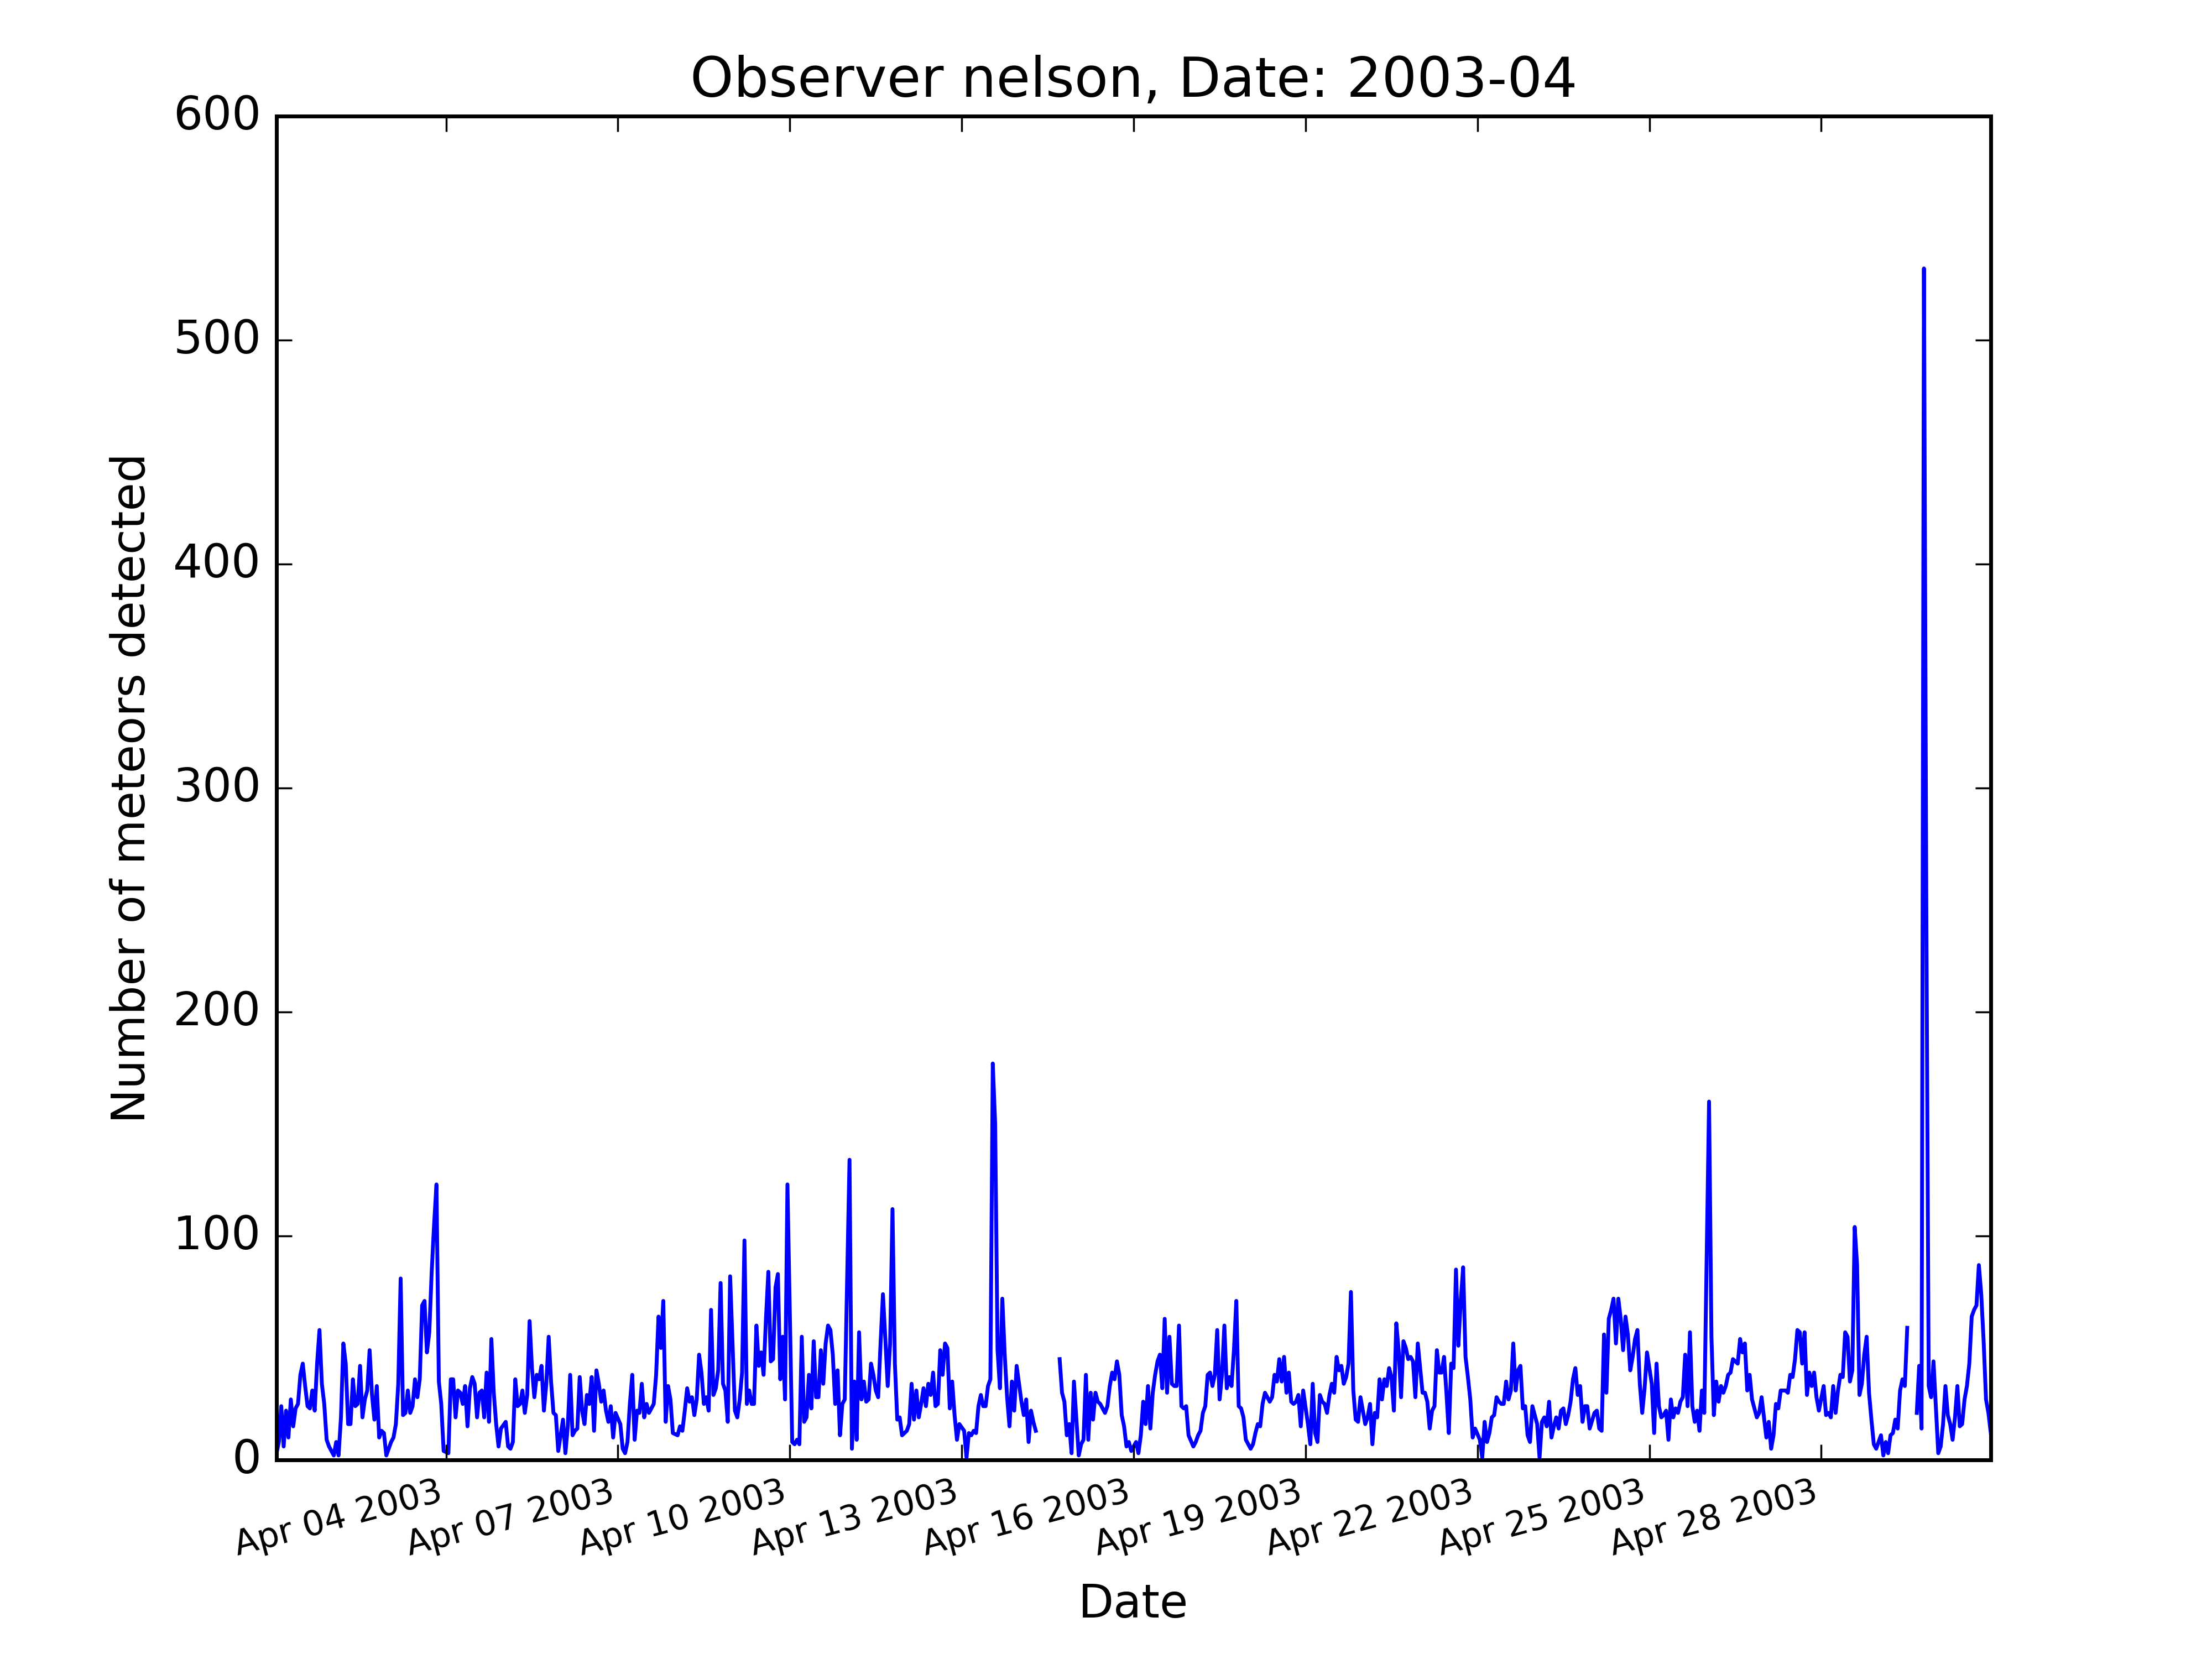 Observer nelson, Date: 2003-04
600
500
400
300
200
100
0
Number of meteors detected
Apr 04 2003
Apr 07 2003
Apr 10 2003
Apr 13 2003
Apr 16 2003
Apr 19 2003
Apr 22 2003
Apr 25 2003
Apr 28 2003
Date